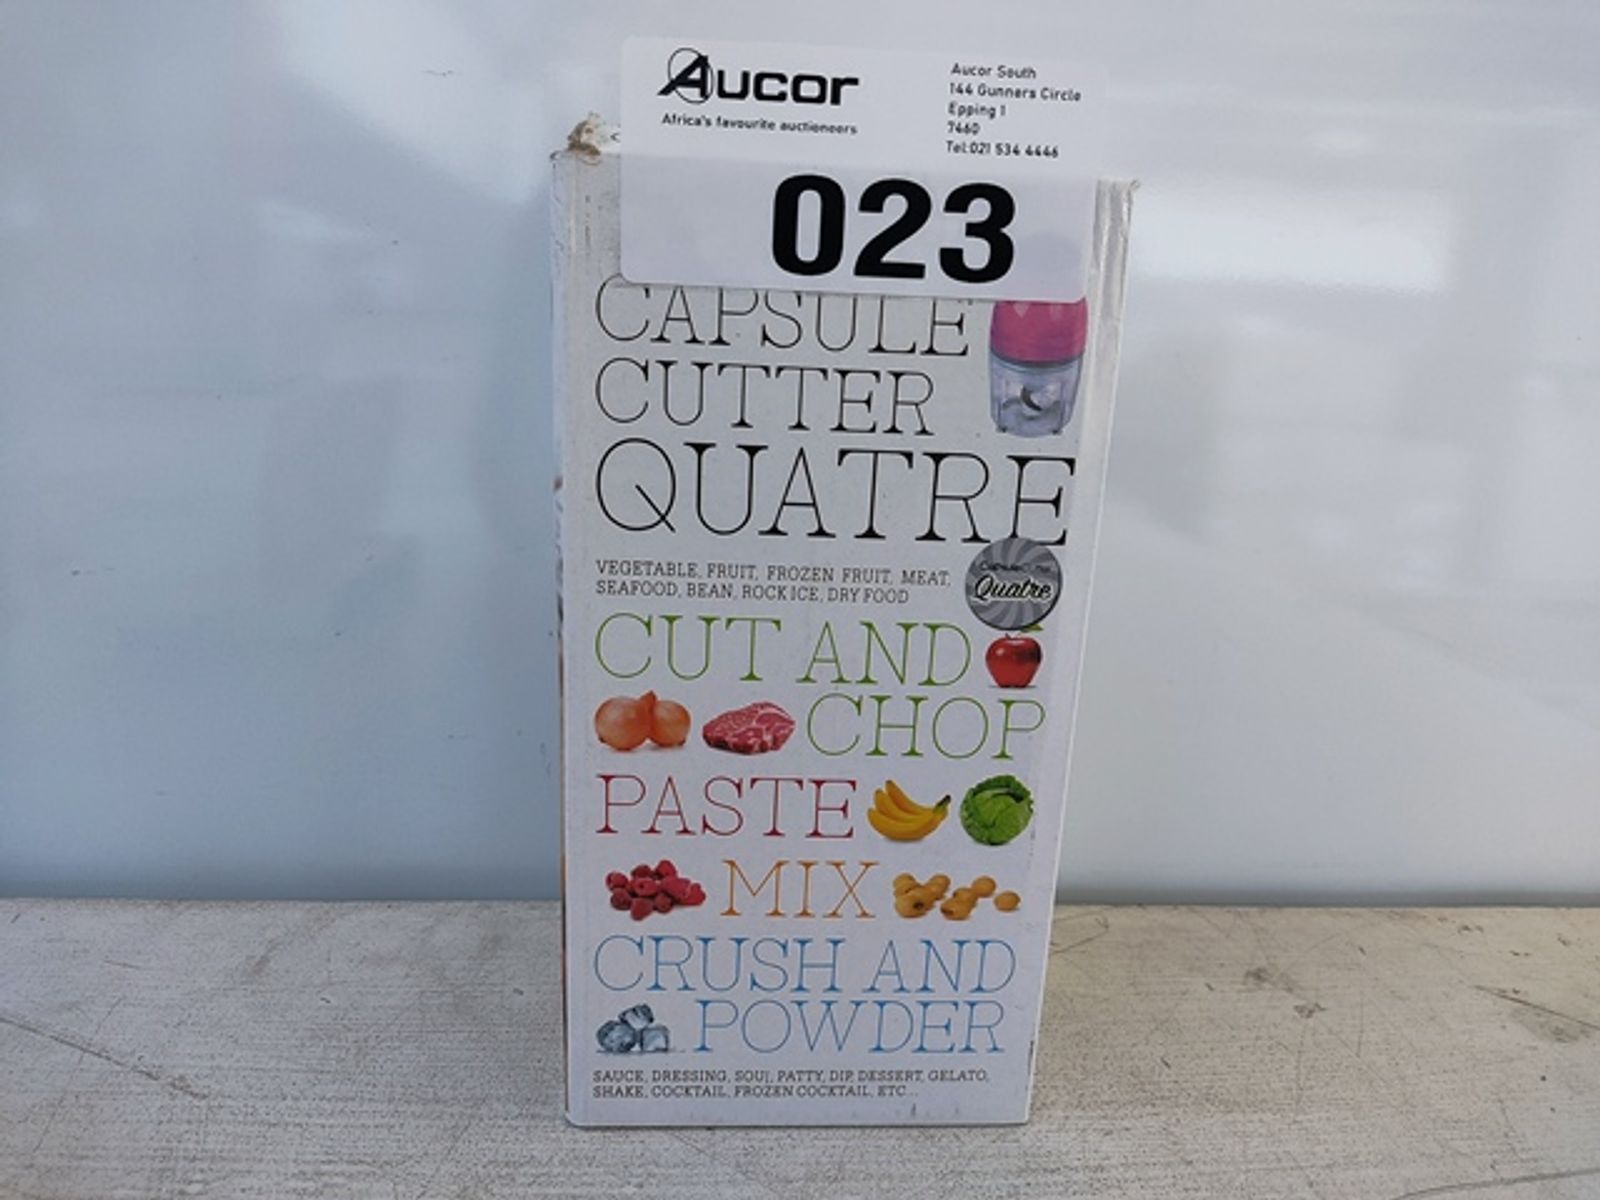 Aucor
Africa's favourite auctioneers
Aucor South
144 Gunners Circle
Epping 1
7460
Tel:021 534 4446
023
CAPSULE
CUTTER
QUATRE
VEGETABLE, FRUIT, FROZEN FRUIT, MEAT,
SEAFOOD, BEAN, ROCK ICE, DRY FOOD
Quatre
CUT AND
CHOP
PASTE
MIX
CRUSH AND
POWDER
SAUCE, DRESSING, SOUP, PATTY, DIP, DESSERT, GELATO,
SHAKE, COCKTAIL, FROZEN COCKTAIL, ETC...